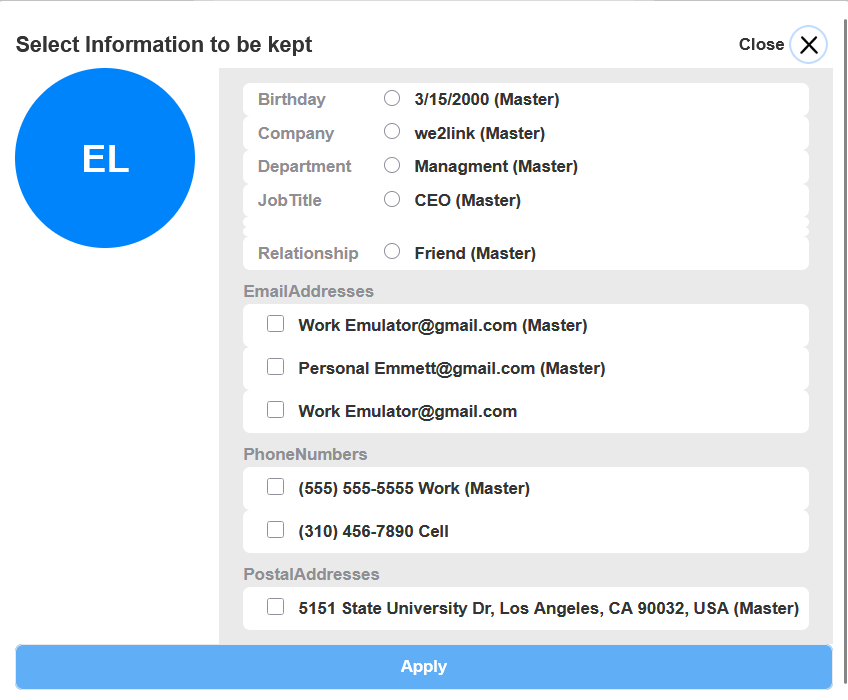 Select Information to be kept
Close
EL
Birthday 3/15/2000 (Master)
Company we2link (Master)
Department Managment (Master)
JobTitle CEO (Master)
Relationship Friend (Master)
EmailAddresses
Work Emulator@gmail.com (Master)
Personal Emmett@gmail.com (Master)
Work Emulator@gmail.com
PhoneNumbers
(555) 555-5555 Work (Master)
(310) 456-7890 Cell
PostalAddresses
5151 State University Dr, Los Angeles, CA 90032, USA (Master)
Apply